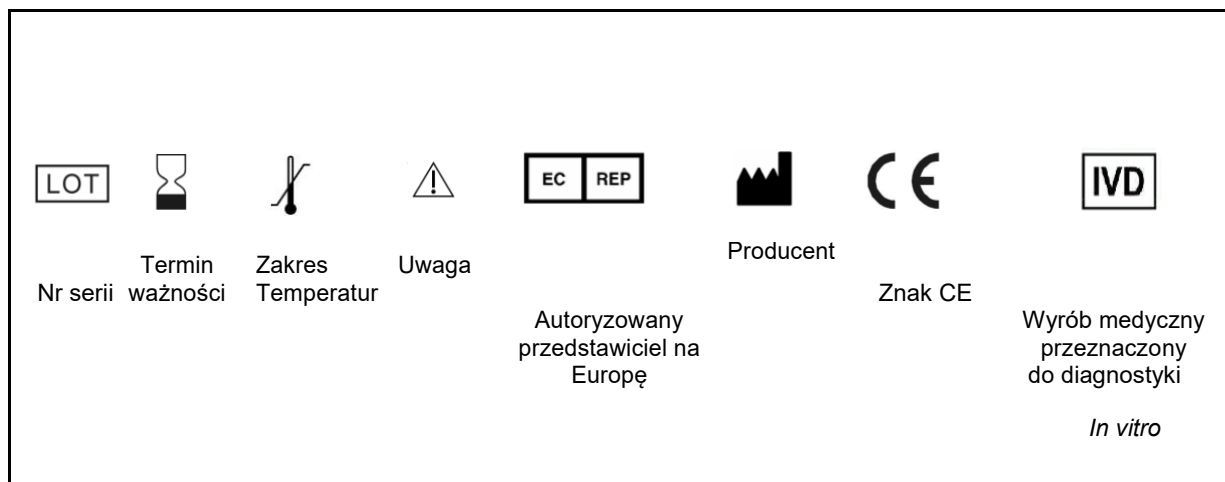 LOT
EC REP
CE
IVD
Nr serii
Termin
ważności
Zakres
Temperatur
Uwaga
Autoryzowany
przedstawiciel na
Europę
Producent
Znak CE
Wyrób medyczny
przeznaczony
do diagnostyki
In vitro